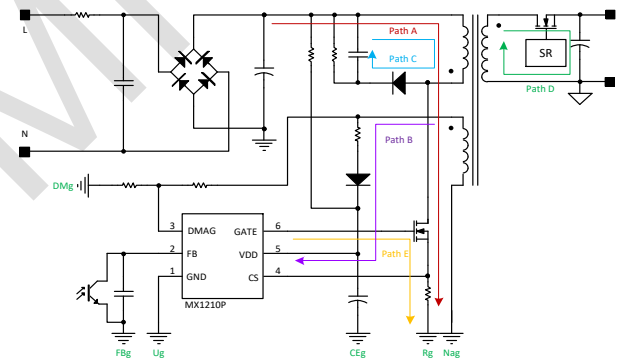 L
Path A
Path C
SR
Path D
N
Path B
DMg
3 DMAG GATE 6
2 FB VDD 5
Path E
1 GND CS 4
MX1210P
FBg Ug CEg Rg Nag